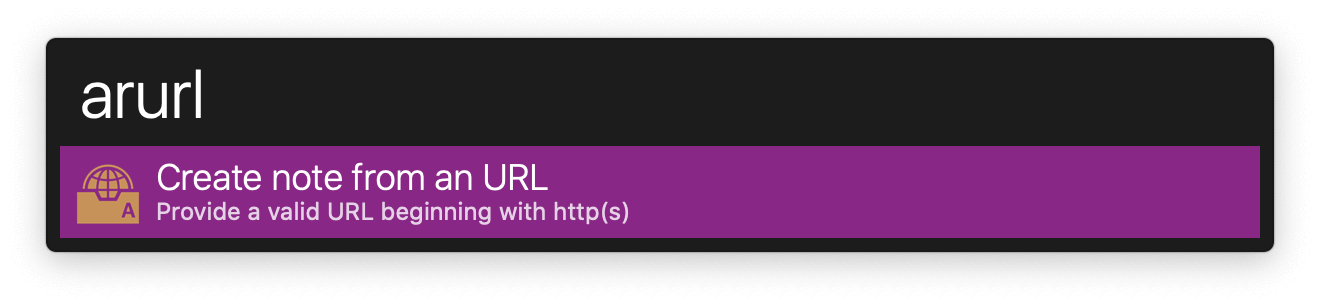 arurl
Create note from an URL
A
Provide a valid URL beginning with http(s)